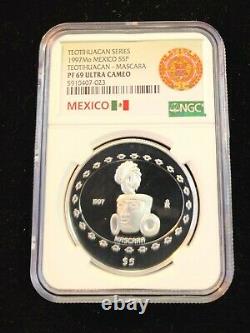 TEOTIHUACAN SERIES
1997Mo MEXICO S5P
TEOTIHUACAN - MASCARA
PF 69 ULTRA CAMEO
5910407-023
MEXICO
NGC
1997
MASCARA
$5